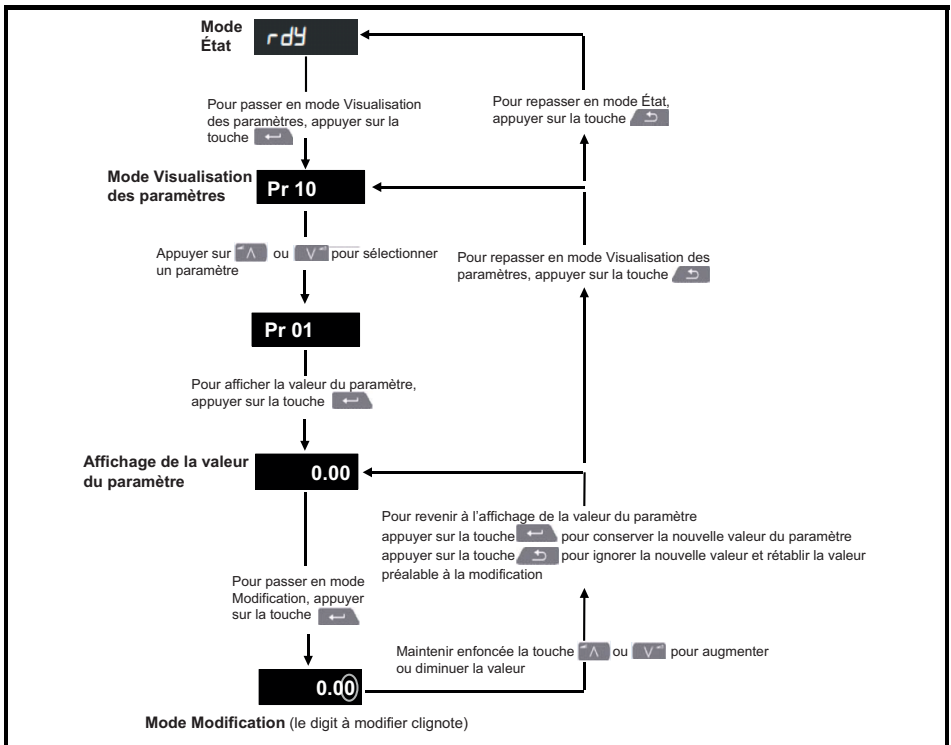 Mode
État
rdy
Pour passer en mode Visualisation
des paramètres, appuyer sur la
touche
Pour repasser en mode État,
appuyer sur la touche
Mode Visualisation
des paramètres
Pr 10
Appuyer sur ou pour sélectionner
un paramètre
Pour repasser en mode Visualisation des
paramètres, appuyer sur la touche
Pr 01
Pour afficher la valeur du paramètre,
appuyer sur la touche
Affichage de la valeur
du paramètre
0.00
Pour revenir à l'affichage de la valeur du paramètre
appuyer sur la touche pour conserver la nouvelle valeur du paramètre
appuyer sur la touche pour ignorer la nouvelle valeur et rétablir la valeur
préalable à la modification
Pour passer en mode
Modification, appuyer
sur la touche
Maintenir enfoncée la touche ou pour augmenter
ou diminuer la valeur
0.00
Mode Modification (le digit à modifier clignote)